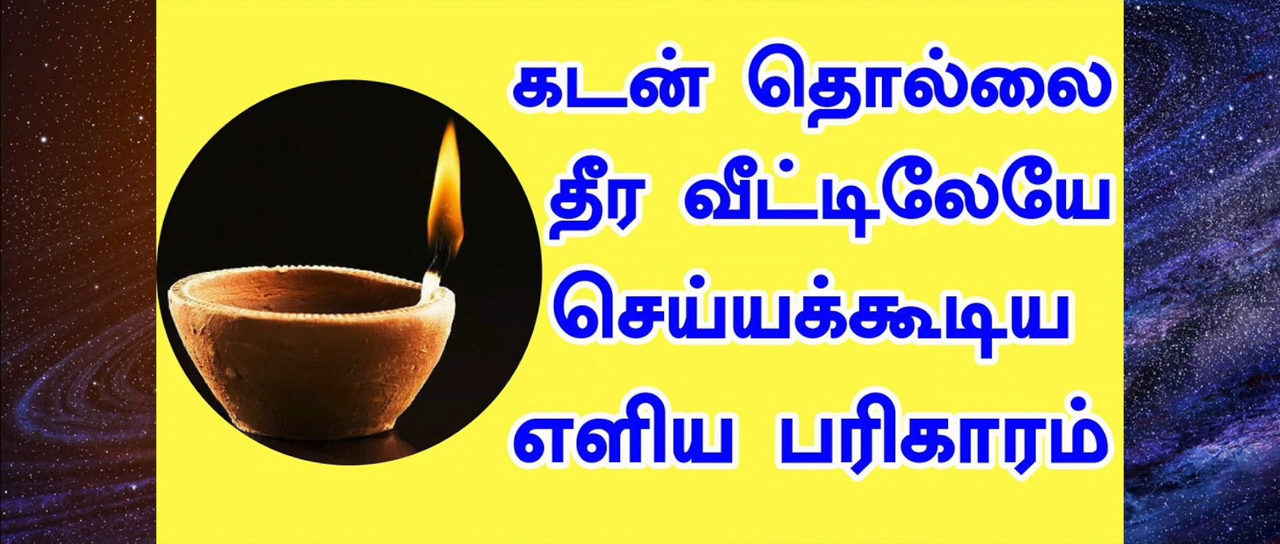 கடன் தொல்லை
தீர வீட்டிலேயே
செய்யக்கூடிய
எளிய பரிகாரம்